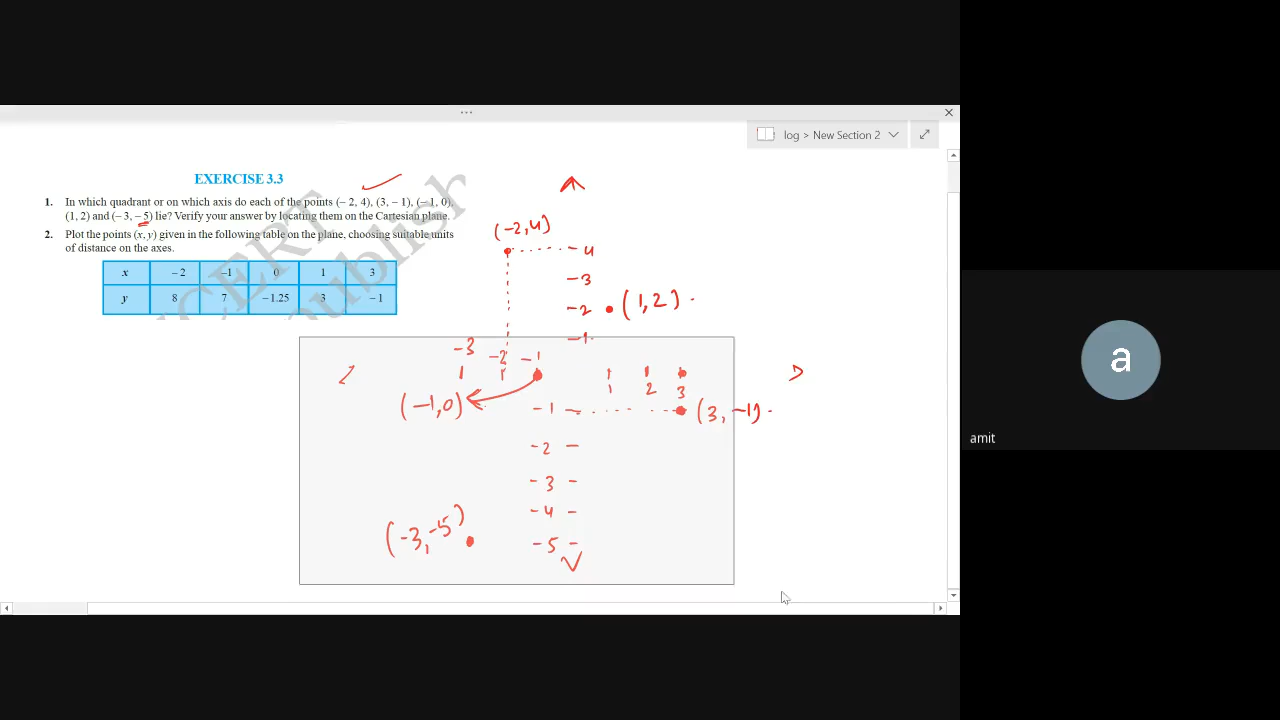 log > New Section 2
EXERCISE 3.3
1. In which quadrant or on which axis do each of the points (– 2, 4), (3, – 1), (– 1, 0),
(1, 2) and (– 3, – 5) lie? Verify your answer by locating them on the Cartesian plane.
2. Plot the points (x, y) given in the following table on the plane, choosing suitable units
of distance on the axes.
x – 2 –1 0 1 3
y 8 7 –1.25 3 – 1
NCERT
publish
(-2,4)
-4
-3
-2
(1,2)
-1
-3 -2 -1
1 2 3
(-1,0)
-1
(3,-1)
-2
-3
-4
(-3,-5)
-5
a
amit